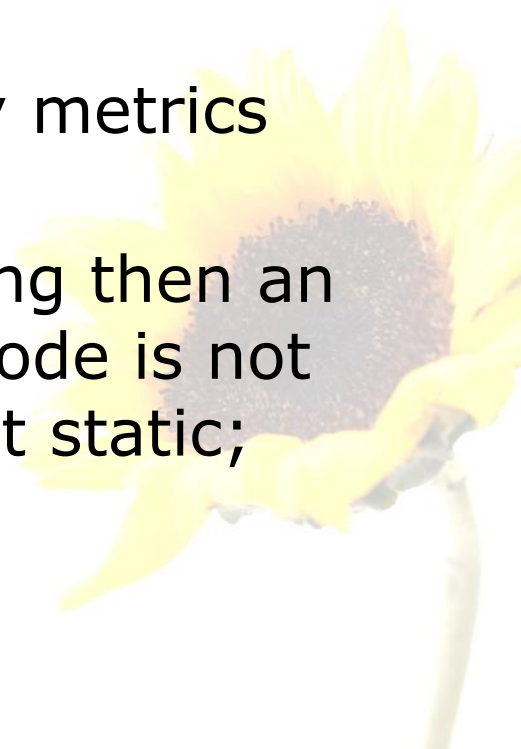 metrics
ng then an
ode is not
t static;